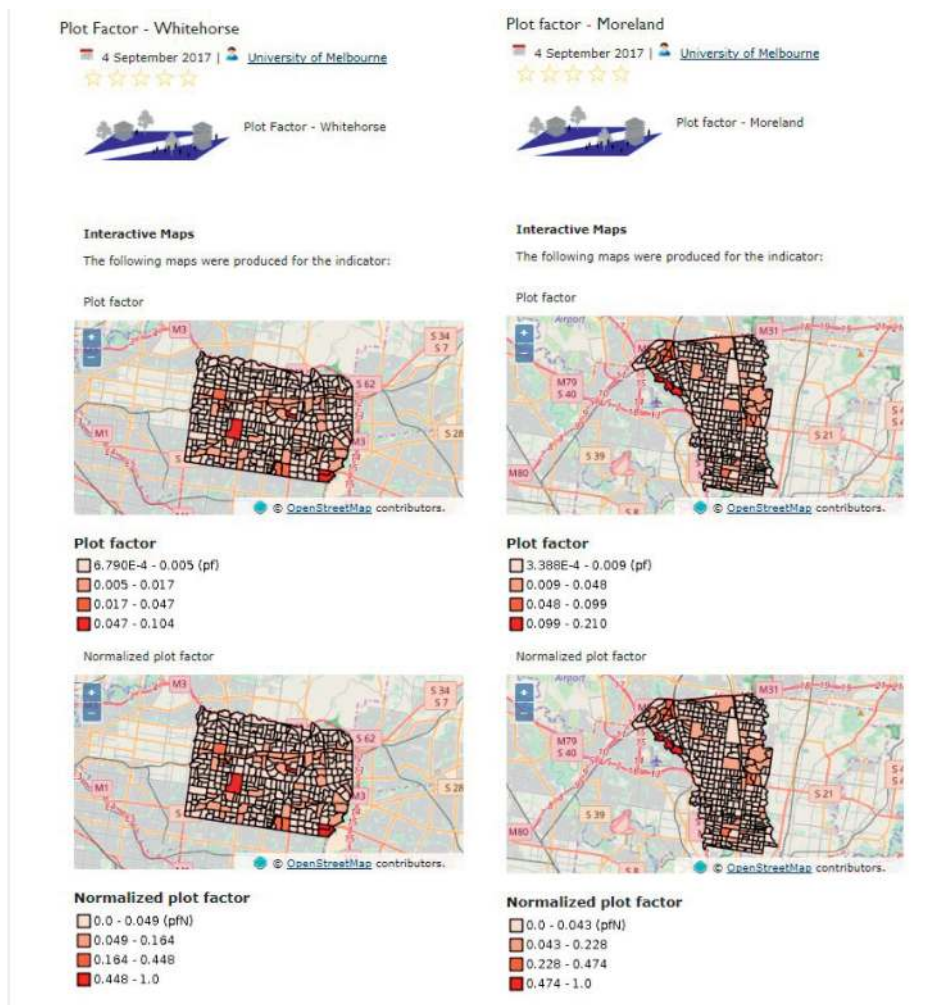 Plot Factor - Whitehorse
4 September 2017 | University of Melbourne
Plot Factor - Whitehorse
Interactive Maps
The following maps were produced for the indicator:
Plot factor
M3
S 34
S 7
S 62
M1
M3
S 28
S
© OpenStreetMap contributors.
Plot factor
6.790E-4 - 0.005 (pf)
0.005 - 0.017
0.017 - 0.047
0.047 - 0.104
Normalized plot factor
M3
S 34
S 7
S 62
M1
M3
S 28
S
© OpenStreetMap contributors.
Normalized plot factor
0.0 - 0.049 (pfN)
0.049 - 0.164
0.164 - 0.448
0.448 - 1.0
Plot factor - Moreland
4 September 2017 | University of Melbourne
Plot factor - Moreland
Interactive Maps
The following maps were produced for the indicator:
Plot factor
Airport
M31
M79
S 40
S 21
S 39
M80
S 8
© OpenStreetMap contributors.
Plot factor
3.388E-4 - 0.009 (pf)
0.009 - 0.048
0.048 - 0.099
0.099 - 0.210
Normalized plot factor
Airport
M31
M79
S 40
S 21
S 39
M80
S 8
© OpenStreetMap contributors.
Normalized plot factor
0.0 - 0.043 (pfN)
0.043 - 0.228
0.228 - 0.474
0.474 - 1.0